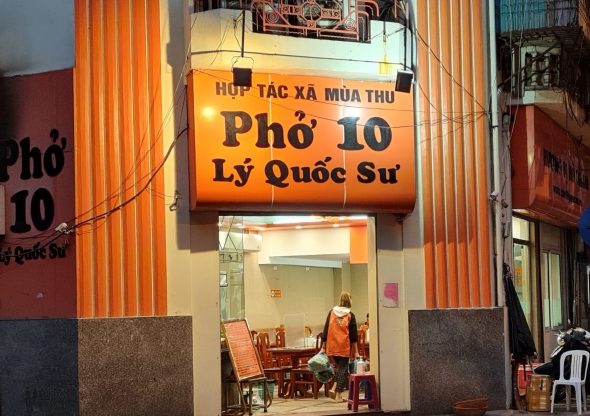 HỢP TÁC XÃ MÙA THU
Phở 10
Lý Quốc Sư
Phở
10
Lý Quốc Sư